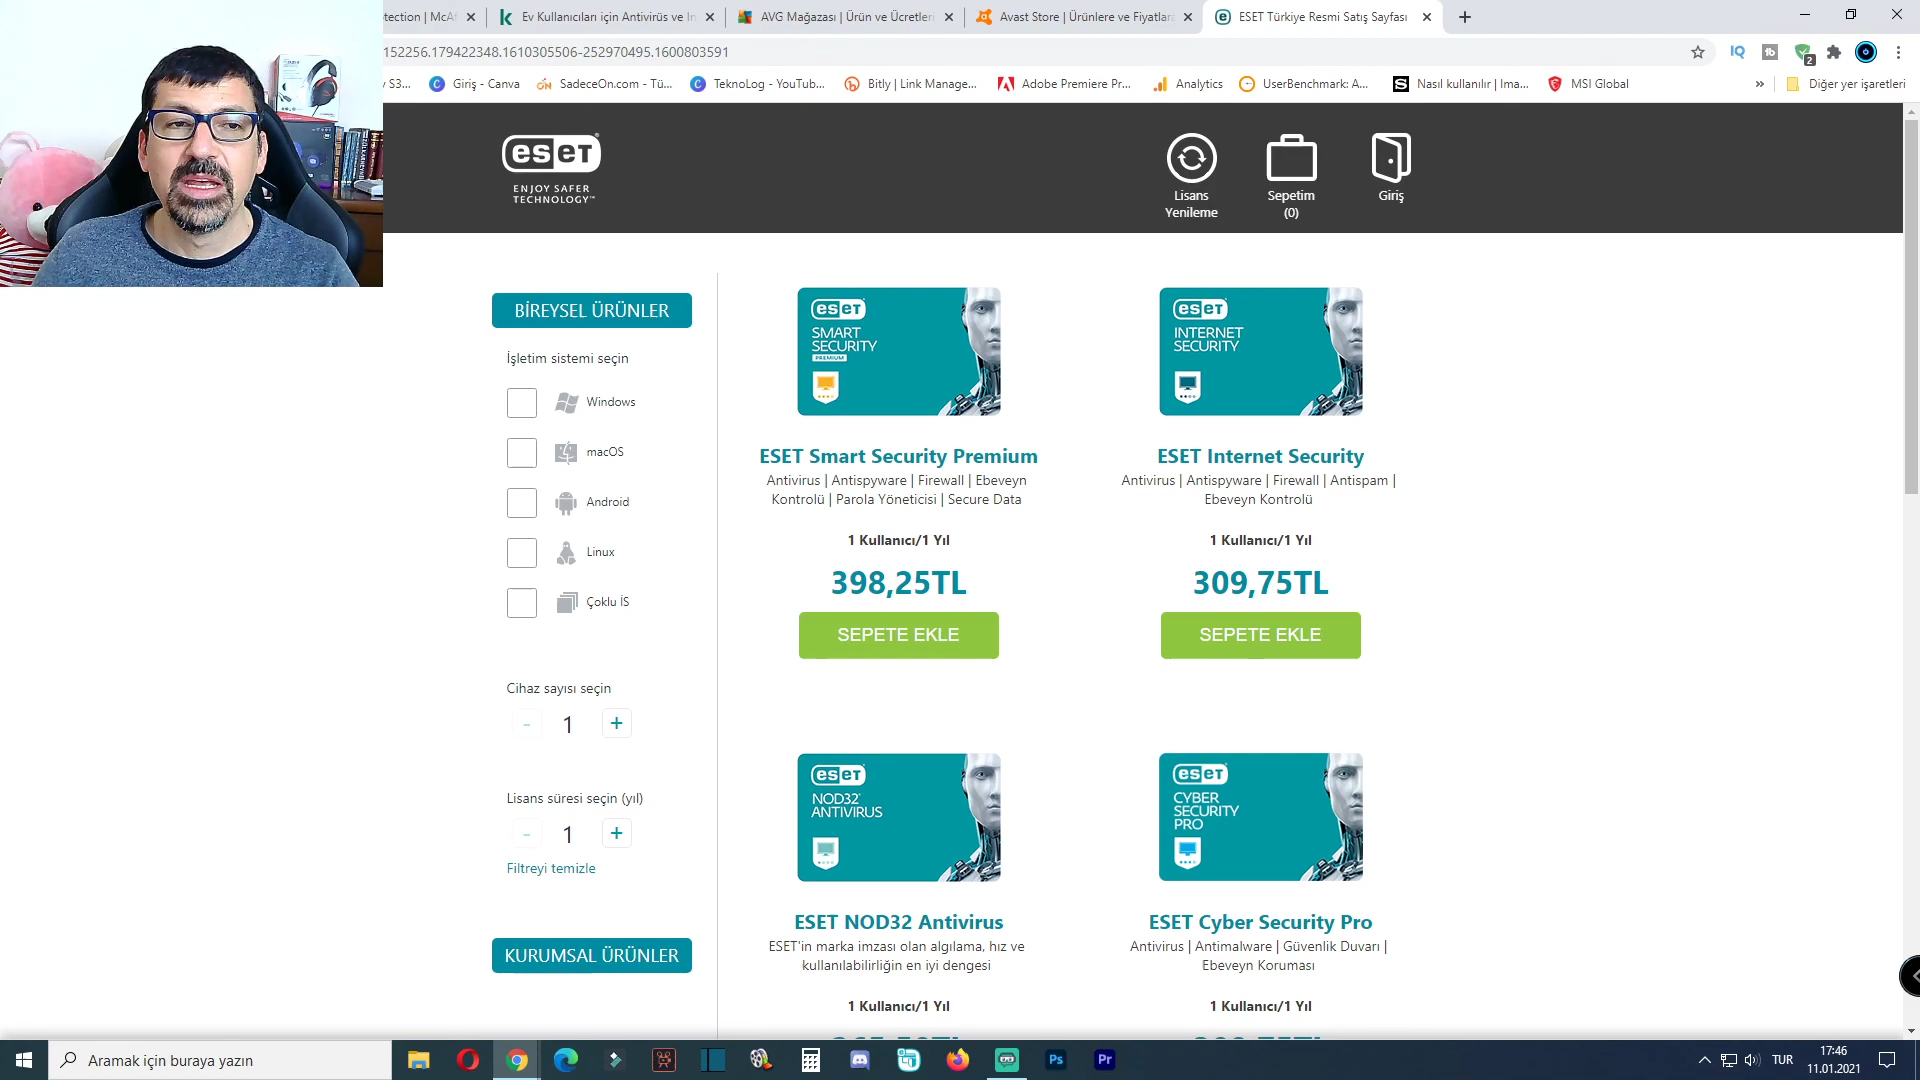 tection | McAf
Ev Kullanıcıları için Antivirüs ve In
AVG Mağazası | Ürün ve Ücretleri
Avast Store | Ürünlere ve Fiyatlara
ESET Türkiye Resmi Satış Sayfası
152256.179422348.1610305506-252970495.1600803591
2
S3...
Giriş - Canva
SadeceOn.com - Tü...
TeknoLog - YouTub...
Bitly | Link Manage...
Adobe Premiere Pr...
Analytics
UserBenchmark: A...
Nasıl kullanılır | Ima...
MSI Global
Diğer yer işaretleri
eseT
ENJOY SAFER
TECHNOLOGY™
Lisans
Yenileme
Sepetim
(0)
Giriş
BİREYSEL ÜRÜNLER
İşletim sistemi seçin
Windows
macOS
Android
Linux
Çoklu İS
Cihaz sayısı seçin
- 1 +
Lisans süresi seçin (yıl)
- 1 +
Filtreyi temizle
KURUMSAL ÜRÜNLER
eseT
SMART
SECURITY
PREMIUM
ESET Smart Security Premium
Antivirus | Antispyware | Firewall | Ebeveyn
Kontrolü | Parola Yöneticisi | Secure Data
1 Kullanıcı/1 Yıl
398,25TL
SEPETE EKLE
eseT
INTERNET
SECURITY
ESET Internet Security
Antivirus | Antispyware | Firewall | Antispam |
Ebeveyn Kontrolü
1 Kullanıcı/1 Yıl
309,75TL
SEPETE EKLE
eseT
NOD32
ANTIVIRUS
ESET NOD32 Antivirus
ESET'in marka imzası olan algılama, hız ve
kullanılabilirliğin en iyi dengesi
1 Kullanıcı/1 Yıl
eseT
CYBER
SECURITY
PRO
ESET Cyber Security Pro
Antivirus | Antimalware | Güvenlik Duvarı |
Ebeveyn Koruması
1 Kullanıcı/1 Yıl
Aramak için buraya yazın
Ps
Pr
TUR
17:46
11.01.2021